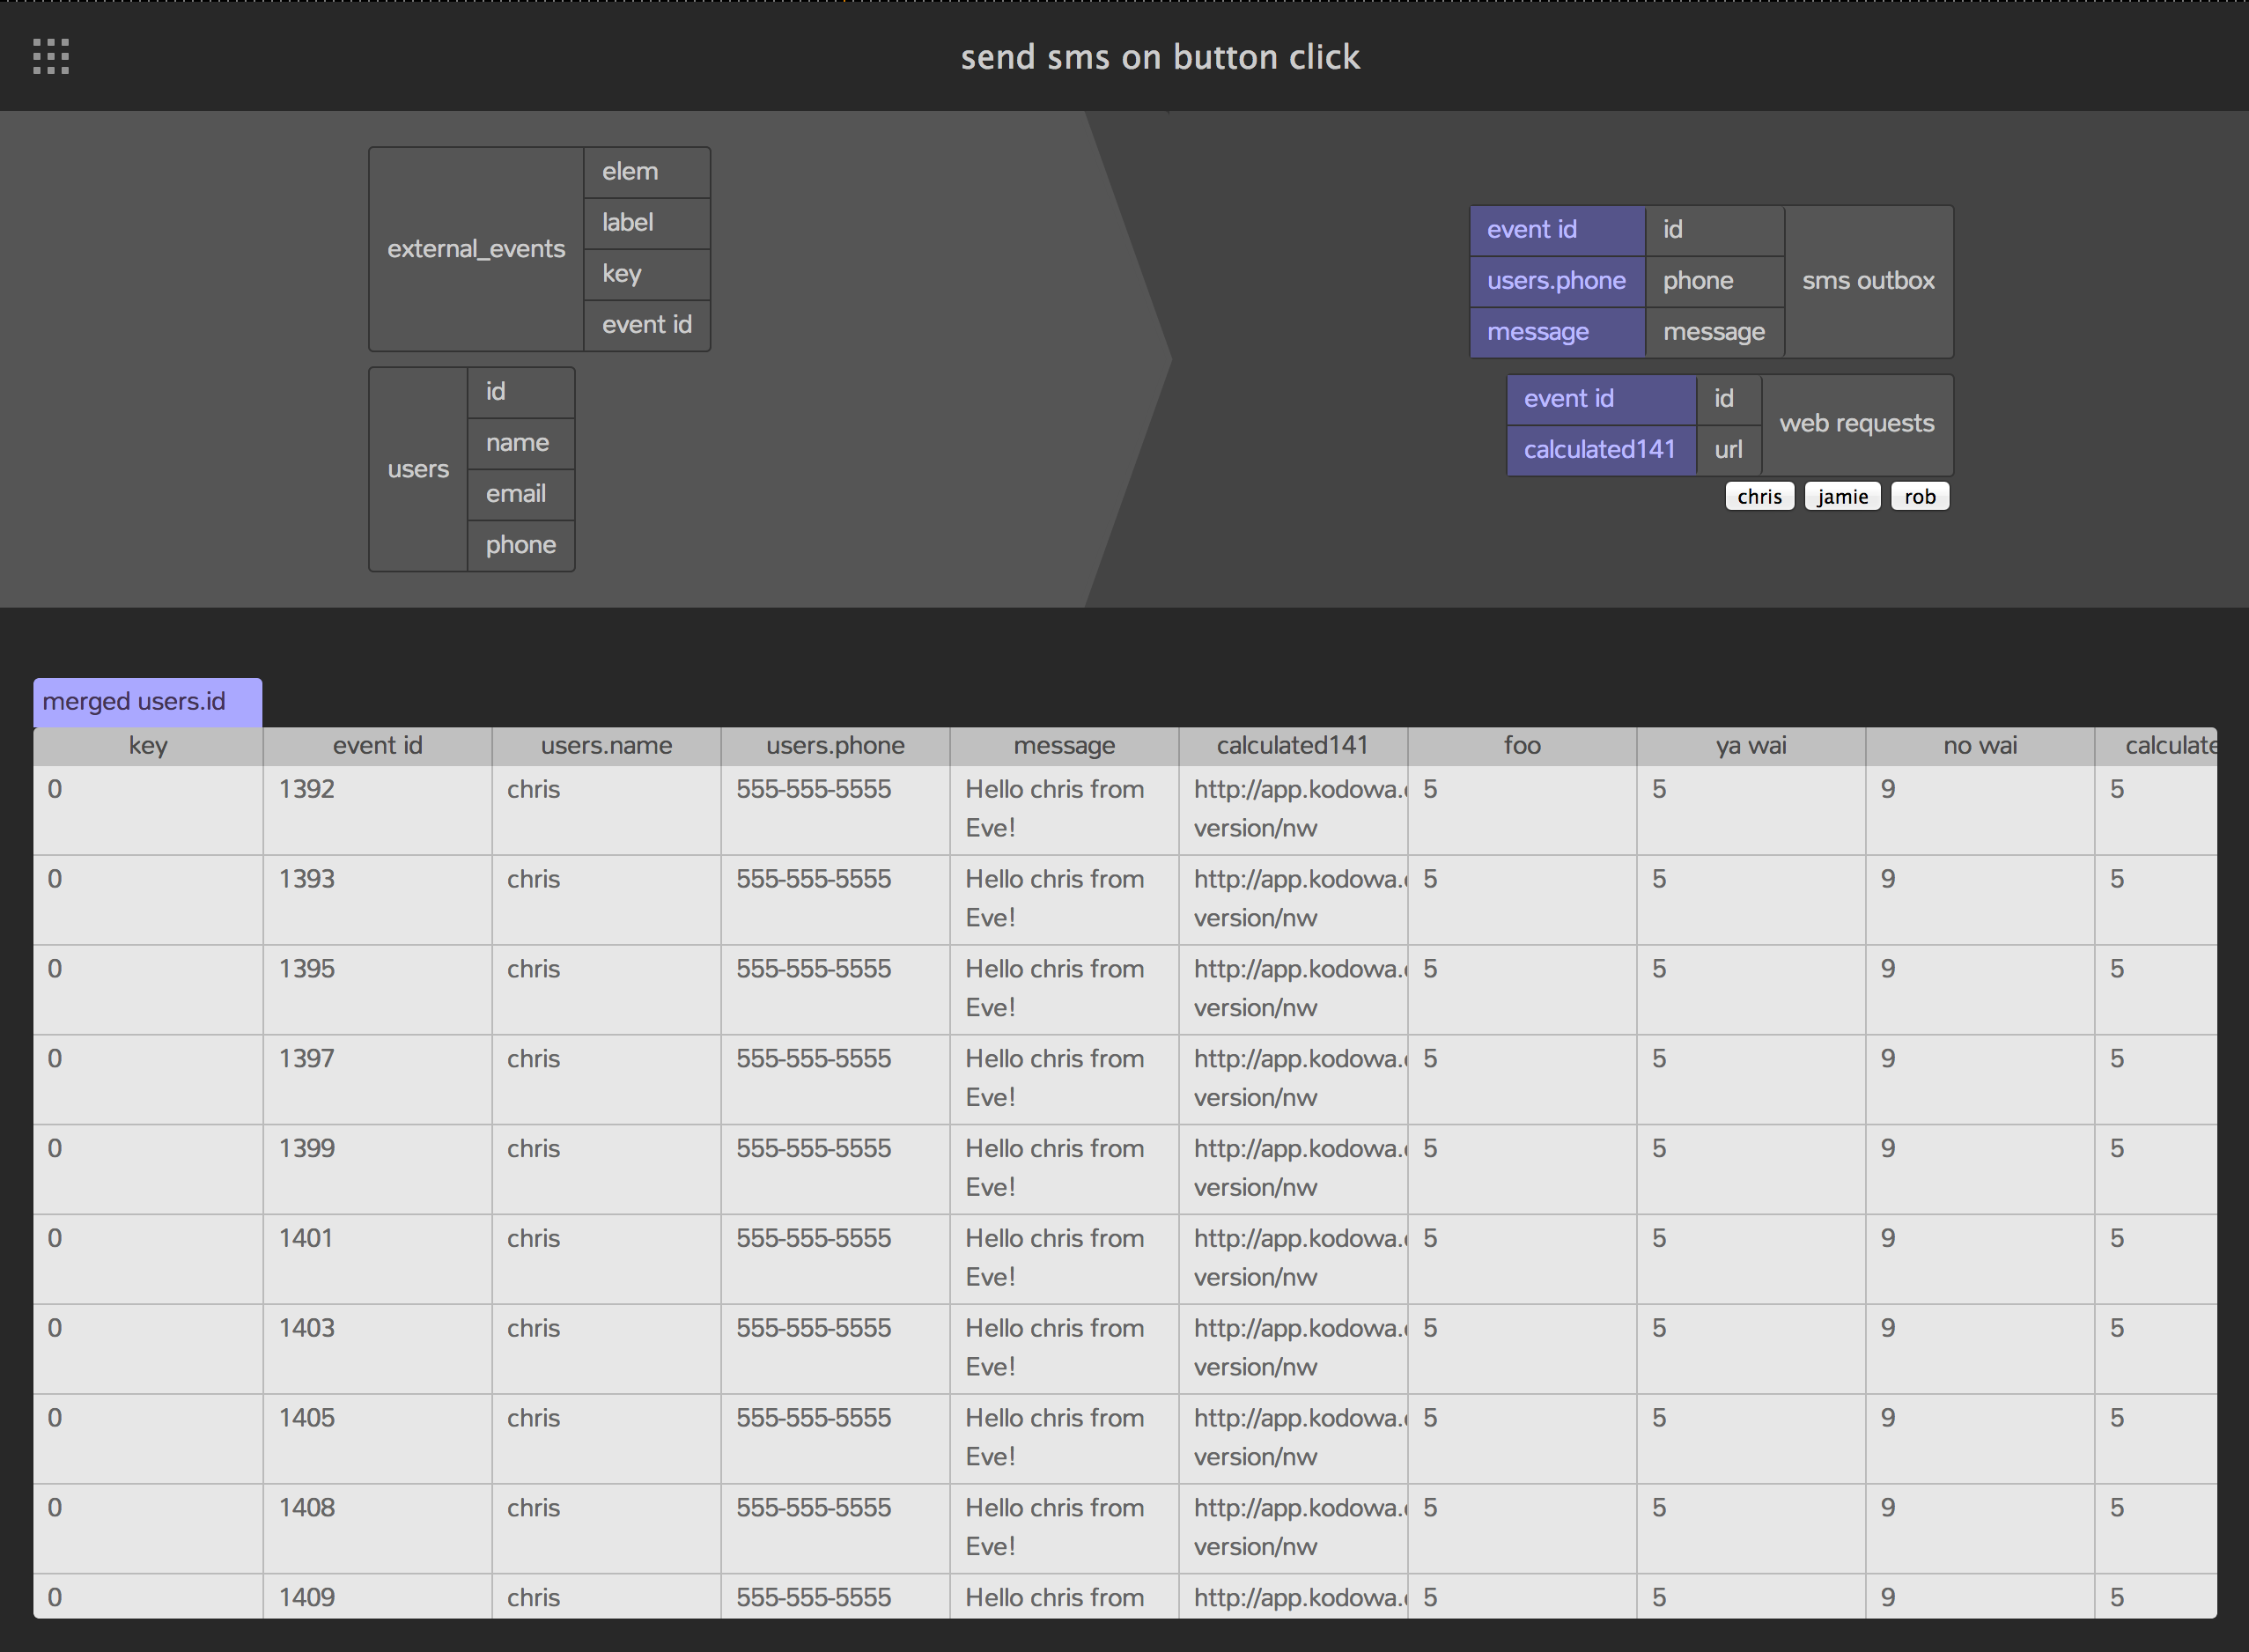 send sms on button click
external_events
elem
label
key
event id
users
id
name
email
phone
event id id
users.phone phone
message message
sms outbox
event id id
calculated141 url
web requests
chris jamie rob
merged users.id
key event id users.name users.phone message calculated141 foo ya wai no wai calculate
0 1392 chris 555-555-5555 Hello chris from http://app.kodowa. 5 5 9 5
Eve! version/nw
0 1393 chris 555-555-5555 Hello chris from http://app.kodowa. 5 5 9 5
Eve! version/nw
0 1395 chris 555-555-5555 Hello chris from http://app.kodowa. 5 5 9 5
Eve! version/nw
0 1397 chris 555-555-5555 Hello chris from http://app.kodowa. 5 5 9 5
Eve! version/nw
0 1399 chris 555-555-5555 Hello chris from http://app.kodowa. 5 5 9 5
Eve! version/nw
0 1401 chris 555-555-5555 Hello chris from http://app.kodowa. 5 5 9 5
Eve! version/nw
0 1403 chris 555-555-5555 Hello chris from http://app.kodowa. 5 5 9 5
Eve! version/nw
0 1405 chris 555-555-5555 Hello chris from http://app.kodowa. 5 5 9 5
Eve! version/nw
0 1408 chris 555-555-5555 Hello chris from http://app.kodowa. 5 5 9 5
Eve! version/nw
0 1409 chris 555-555-5555 Hello chris from http://app.kodowa. 5 5 9 5